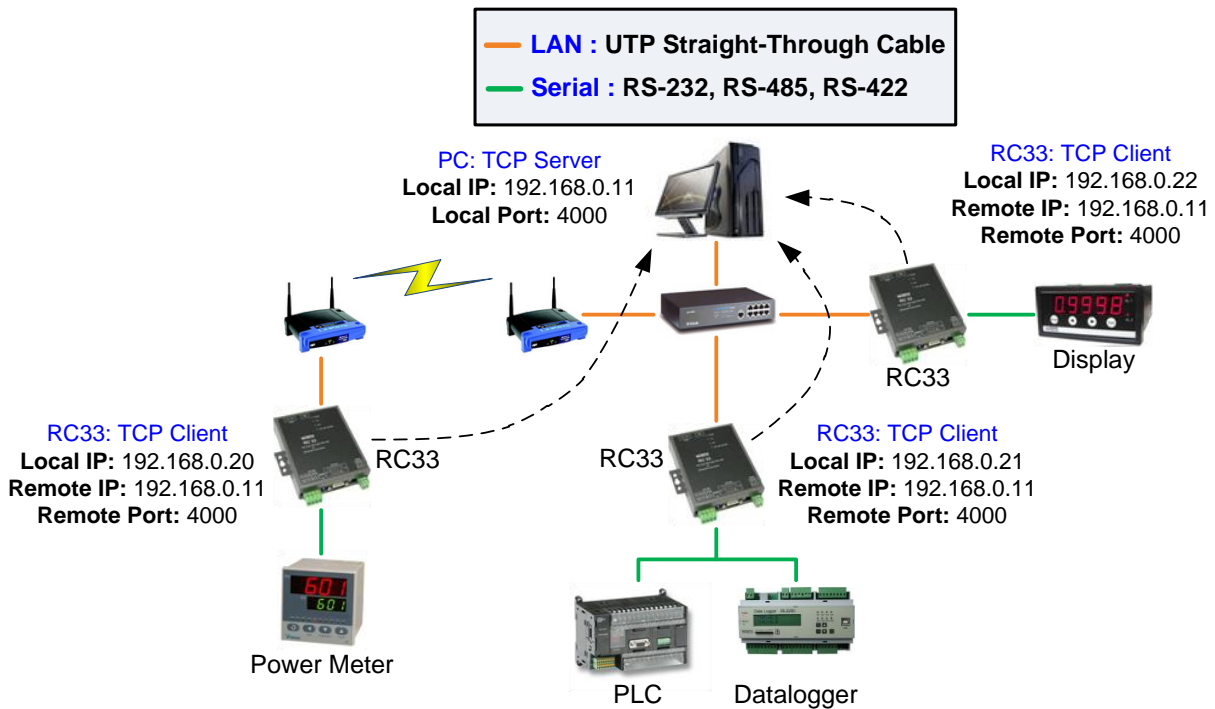 LAN : UTP Straight-Through Cable
Serial : RS-232, RS-485, RS-422
PC: TCP Server
Local IP: 192.168.0.11
Local Port: 4000
RC33: TCP Client
Local IP: 192.168.0.22
Remote IP: 192.168.0.11
Remote Port: 4000
0.9998
RC33
Display
RC33: TCP Client
Local IP: 192.168.0.20
Remote IP: 192.168.0.11
Remote Port: 4000
RC33
RC33
RC33: TCP Client
Local IP: 192.168.0.21
Remote IP: 192.168.0.11
Remote Port: 4000
601
601
Power Meter
PLC
Datalogger